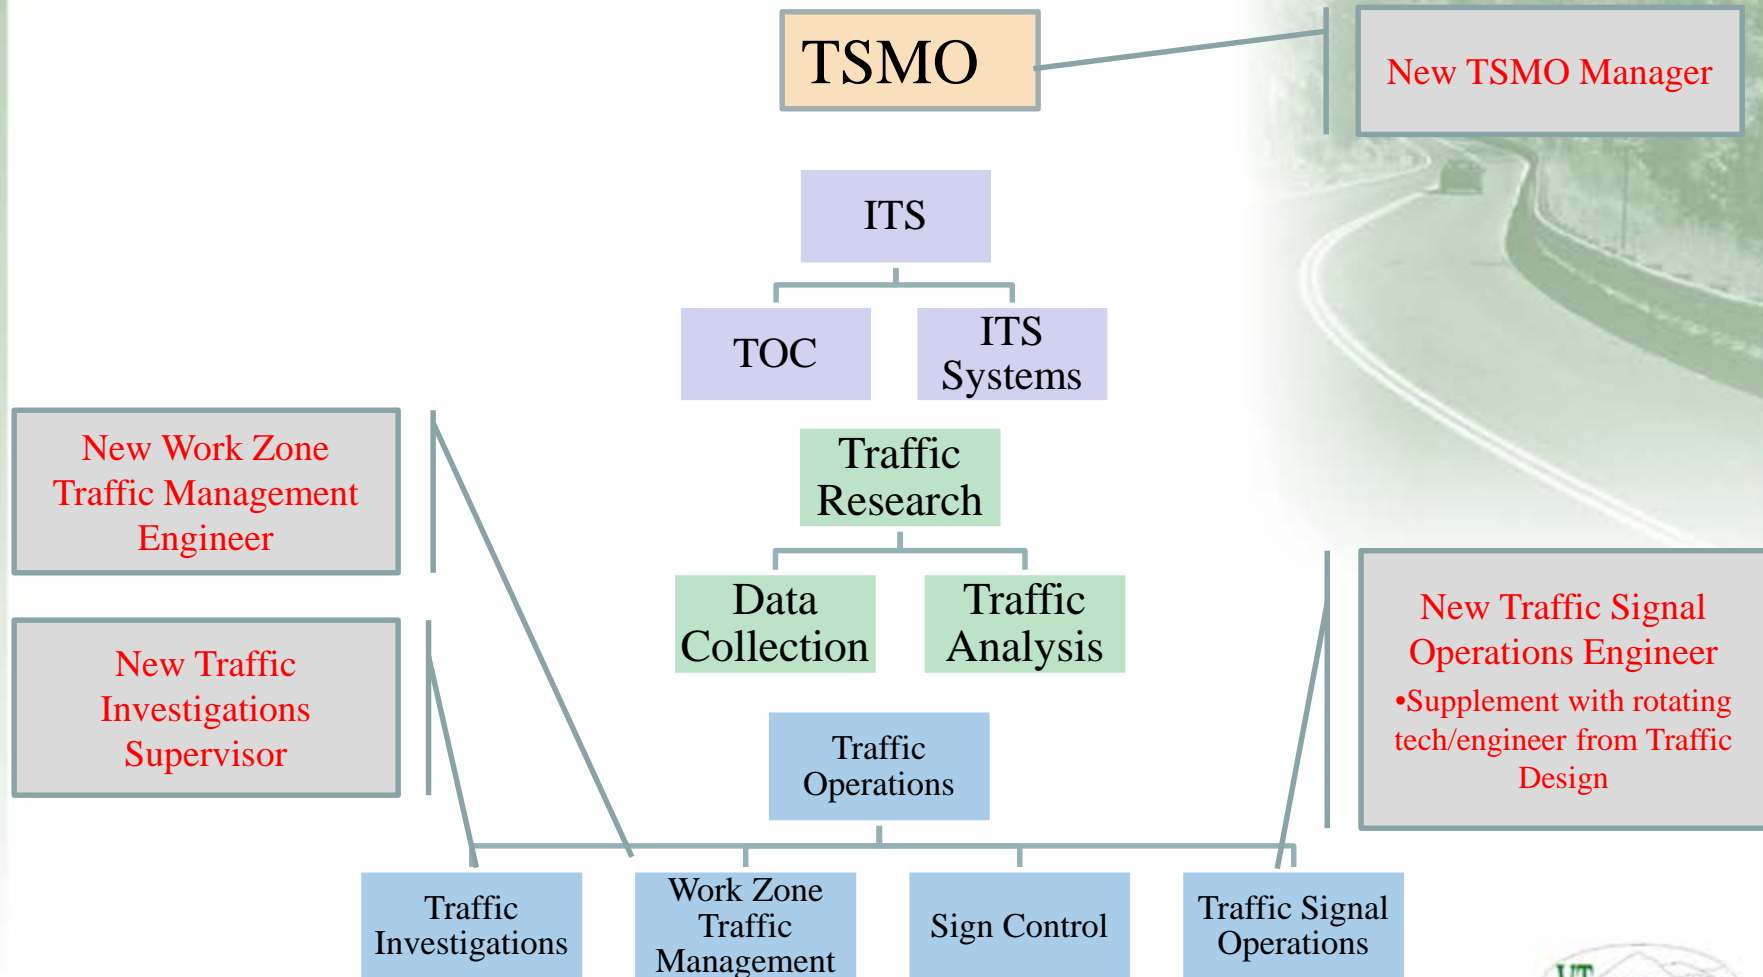 TSMO
New TSMO Manager
ITS
TOC
ITS
Systems
New Work Zone
Traffic Management
Engineer
Traffic
Research
Data
Collection
Traffic
Analysis
New Traffic
Investigations
Supervisor
New Traffic Signal
Operations Engineer
•Supplement with rotating
tech/engineer from Traffic
Design
Traffic
Operations
Traffic
Investigations
Work Zone
Traffic
Management
Sign Control
Traffic Signal
Operations
VT